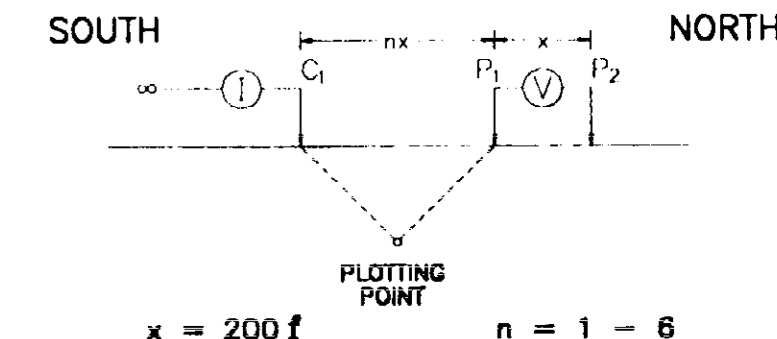 SOUTH NORTH
nx x
∞ I C₁ P₁ V P₂
PLOTTING
POINT
x = 200 f n = 1 - 6